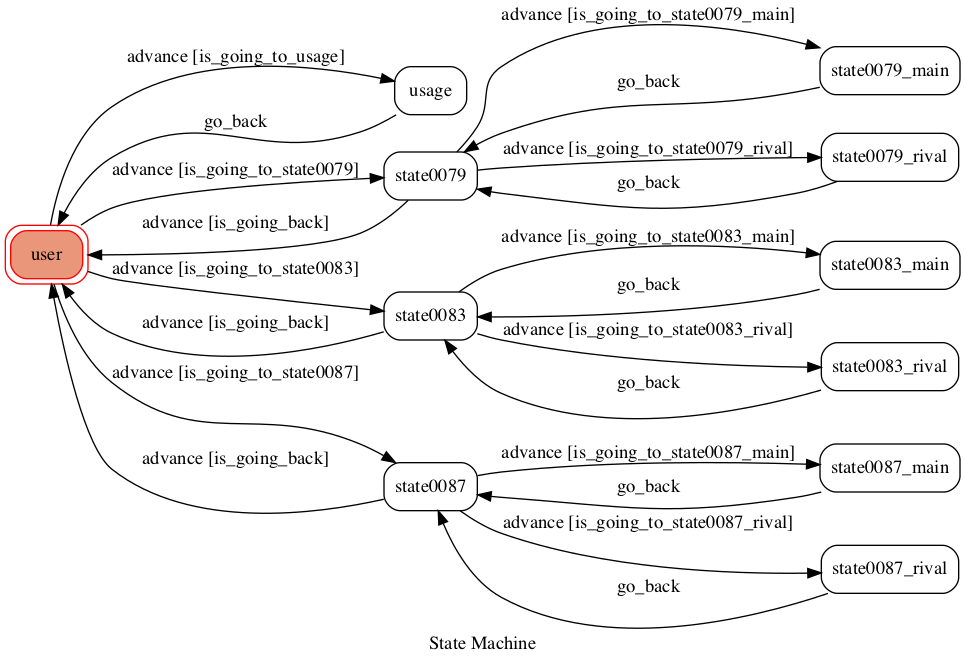 advance [is_going_to_state0079_main]
advance [is_going_to_usage]
state0079_main
go_back
usage
go_back
advance [is_going_to_state0079_rival]
state0079_rival
advance [is_going_to_state0079]
state0079
go_back
advance [is_going_back]
advance [is_going_to_state0083_main]
user
state0083_main
advance [is_going_to_state0083]
go_back
state0083
advance [is_going_back]
advance [is_going_to_state0083_rival]
state0083_rival
advance [is_going_to_state0087]
go_back
advance [is_going_to_state0087_main]
advance [is_going_back]
state0087_main
state0087
go_back
advance [is_going_to_state0087_rival]
state0087_rival
go_back
State Machine